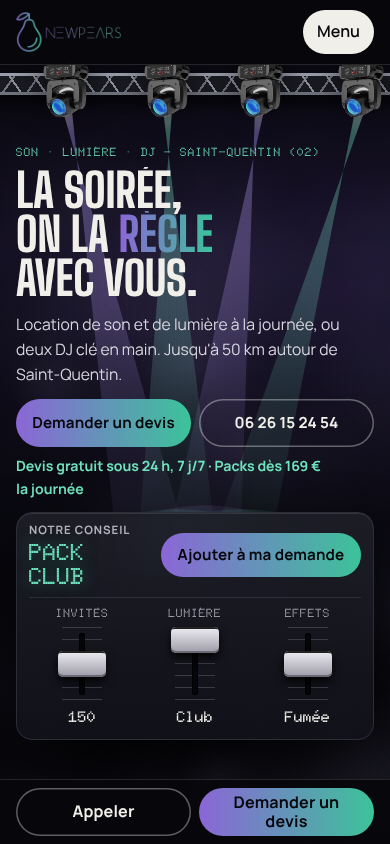 NEWPEARS
Menu
SON · LUMIÈRE · DJ — SAINT-QUENTIN (02)
LA SOIRÉE,
ON LA RÈGLE
AVEC VOUS.
Location de son et de lumière à la journée, ou
deux DJ clé en main. Jusqu'à 50 km autour de
Saint-Quentin.
Demander un devis
06 26 15 24 54
Devis gratuit sous 24 h, 7 j/7 · Packs dès 169 €
la journée
NOTRE CONSEIL
PACK
CLUB
Ajouter à ma demande
INVITÉS
LUMIÈRE
EFFETS
150
Club
Fumée
Appeler
Demander un
devis